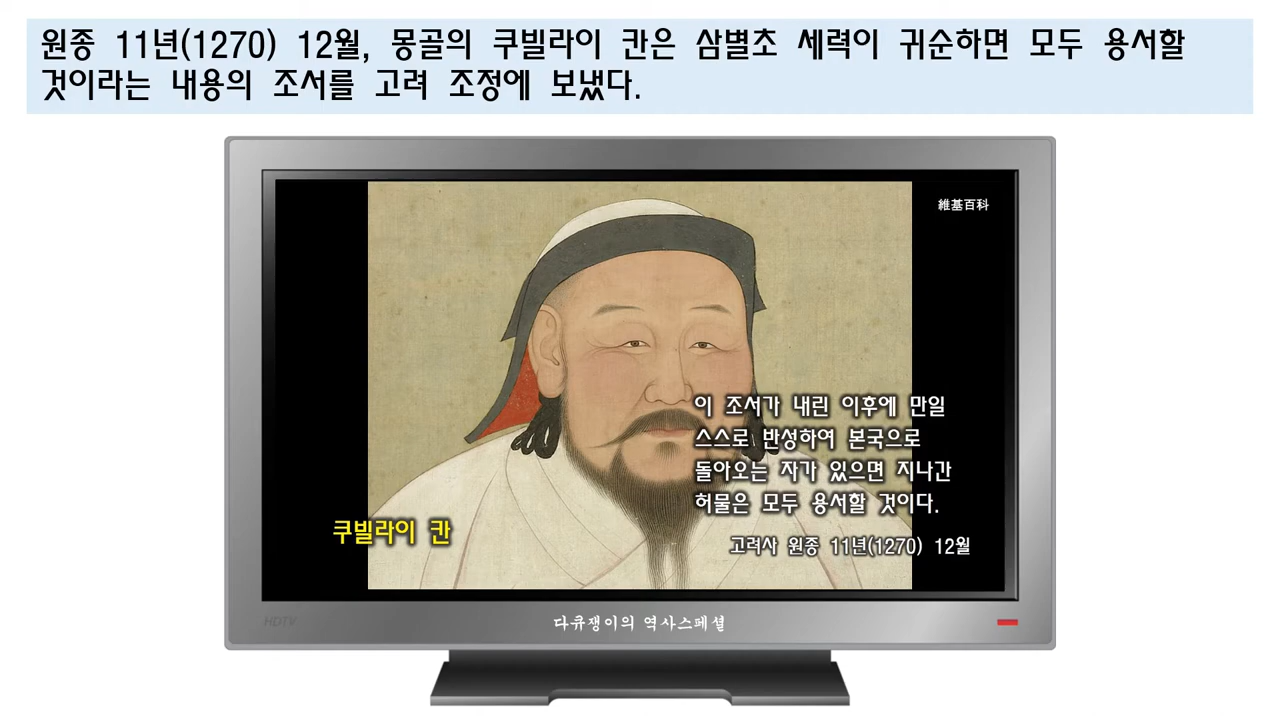 원종 11년(1270) 12월, 몽골의 쿠빌라이 칸은 삼별초 세력이 귀순하면 모두 용서할
것이라는 내용의 조서를 고려 조정에 보냈다.
維基百科
이 조서가 내린 이후에 만일
스스로 반성하여 본국으로
돌아오는 자가 있으면 지나간
허물은 모두 용서할 것이다.
쿠빌라이 칸
고려사 원종 11년(1270) 12월
HDTV
다큐쟁이의 역사스페셜